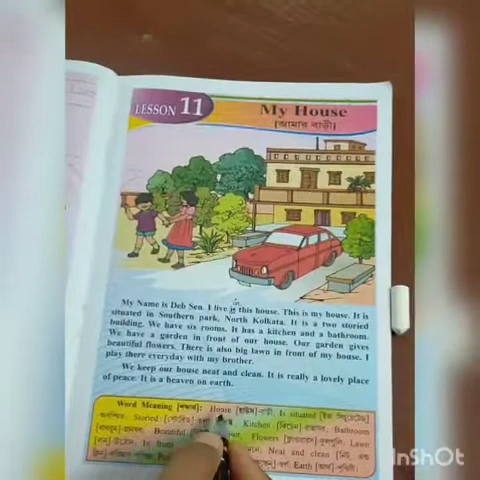 LESSON 11
My House
[আমার বাড়ী]
My Name is Deb Sen. I live in this house. This is my house. It is
situated in Southern park, North Kolkata. It is a two storied
building. We have six rooms. It has a kitchen and a bathroom.
We have a garden in front of our house. Our garden gives
beautiful flowers. There is also big lawn in front of my house. I
play there everyday with my brother.
We keep our house neat and clean. It is really a lovely place
of peace. It is a heaven on earth.
Word Meaning [শব্দার্থ]: House [হাউস]-বাড়ী. Is situated
অবস্থিত. Storied Kitchen [কিচেন]-রান্নাঘর. Bathroom
Beautiful Flowers Lawn
In front Neat and clean
Earth [আর্থ]-পৃথিবী.
InShOt